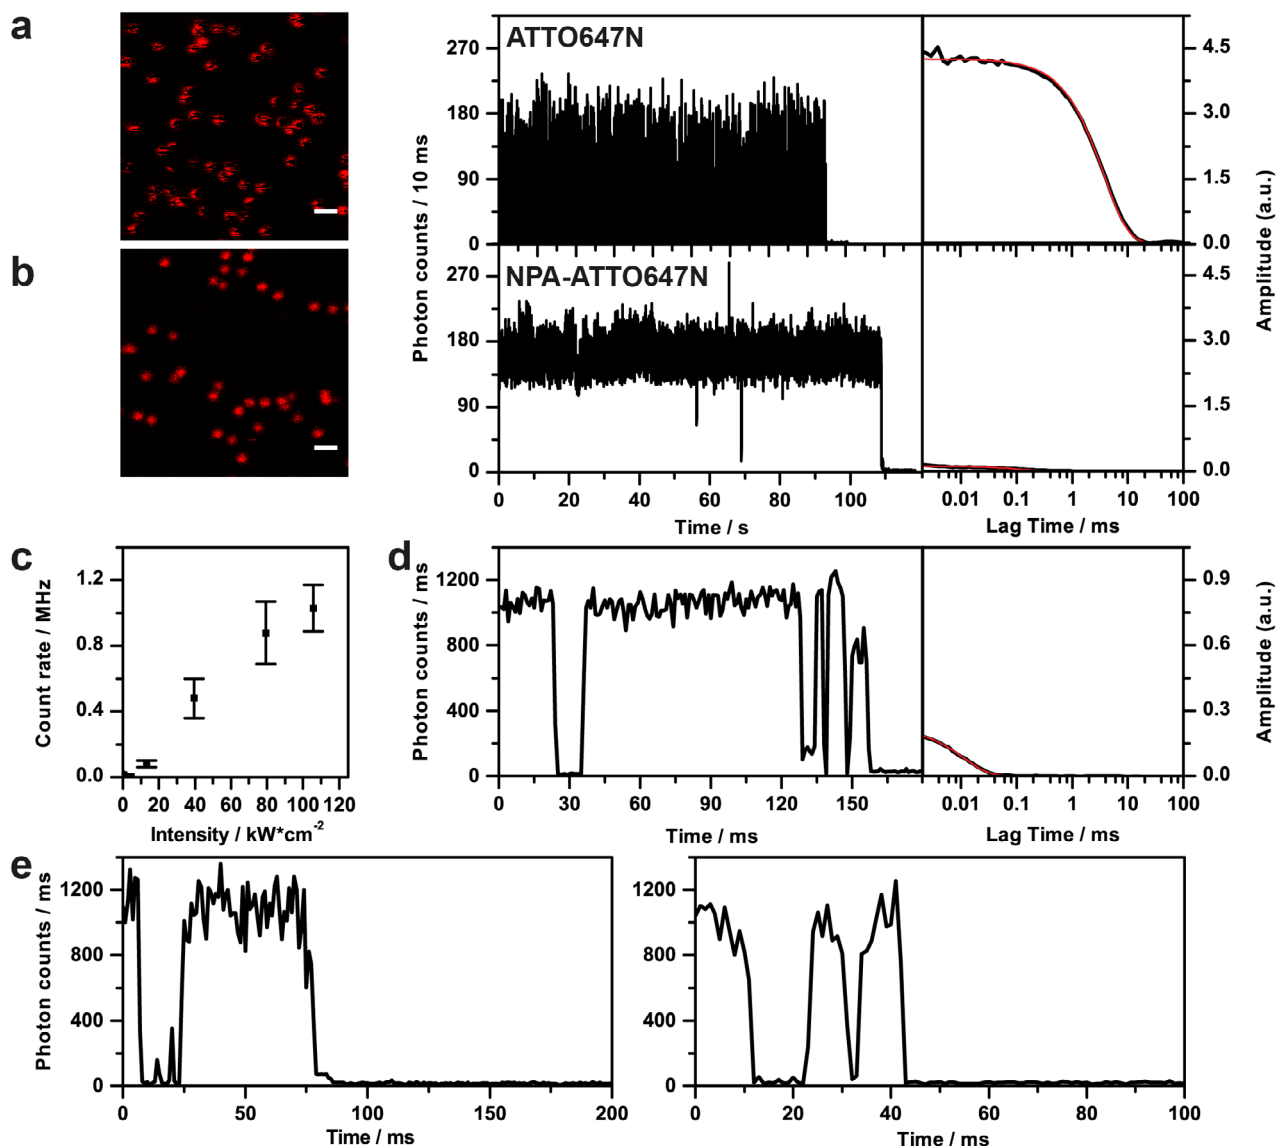 a
ATTO647N
270
180
90
0
4.5
3.0
1.5
0.0
b
NPA-ATTO647N
270
180
90
0
4.5
3.0
1.5
0.0
Photon counts / 10 ms
Amplitude (a.u.)
0 20 40 60 80 100
0.01 0.1 1 10 100
Time / s
Lag Time / ms
c
1.2
0.8
0.4
0.0
Count rate / MHz
0 20 40 60 80 100 120
Intensity / kW*cm⁻²
d
1200
800
400
0
Photon counts / ms
0.9
0.6
0.3
0.0
Amplitude (a.u.)
0 30 60 90 120 150
0.01 0.1 1 10 100
Time / ms
Lag Time / ms
e
1200
800
400
0
Photon counts / ms
1200
800
400
0
0 50 100 150 200
0 20 40 60 80 100
Time / ms
Time / ms